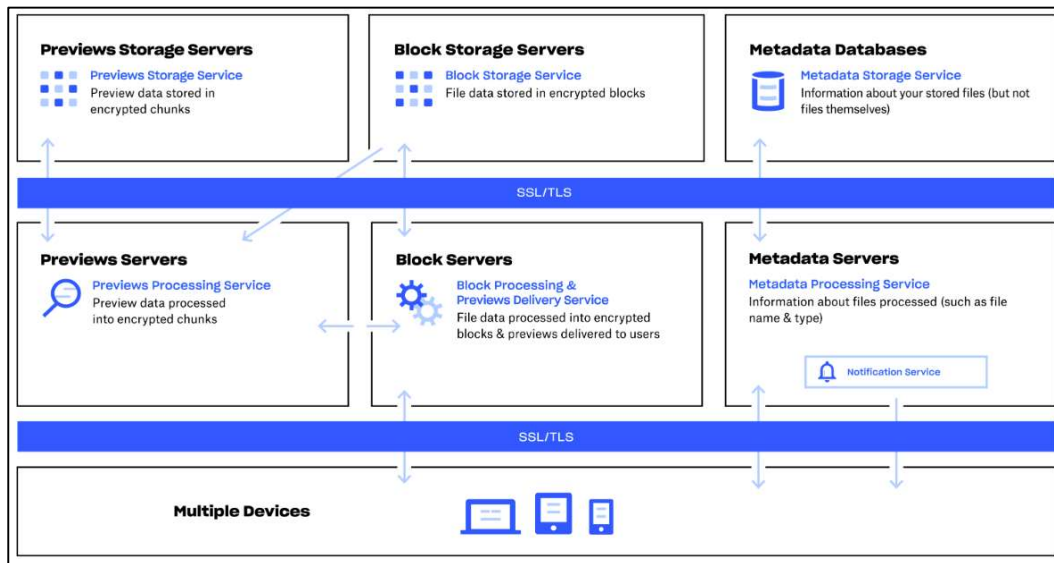 Previews Storage Servers
Previews Storage Service
Preview data stored in
encrypted chunks
Block Storage Servers
Block Storage Service
File data stored in encrypted blocks
Metadata Databases
Metadata Storage Service
Information about your stored files (but not
files themselves)
SSL/TLS
Previews Servers
Previews Processing Service
Preview data processed
into encrypted chunks
Block Servers
Block Processing &
Previews Delivery Service
File data processed into encrypted
blocks & previews delivered to users
Metadata Servers
Metadata Processing Service
Information about files processed (such as file
name & type)
Notification Service
SSL/TLS
Multiple Devices